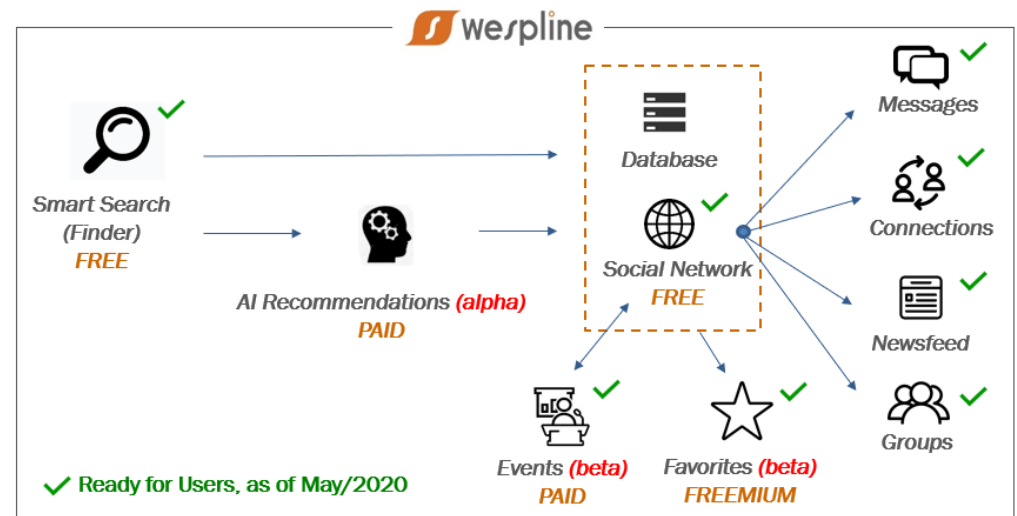 wespline
Messages
Database
Smart Search
(Finder)
FREE
Connections
Social Network
FREE
AI Recommendations (alpha)
PAID
Newsfeed
Groups
Events (beta)
PAID
Favorites (beta)
FREEMIUM
Ready for Users, as of May/2020